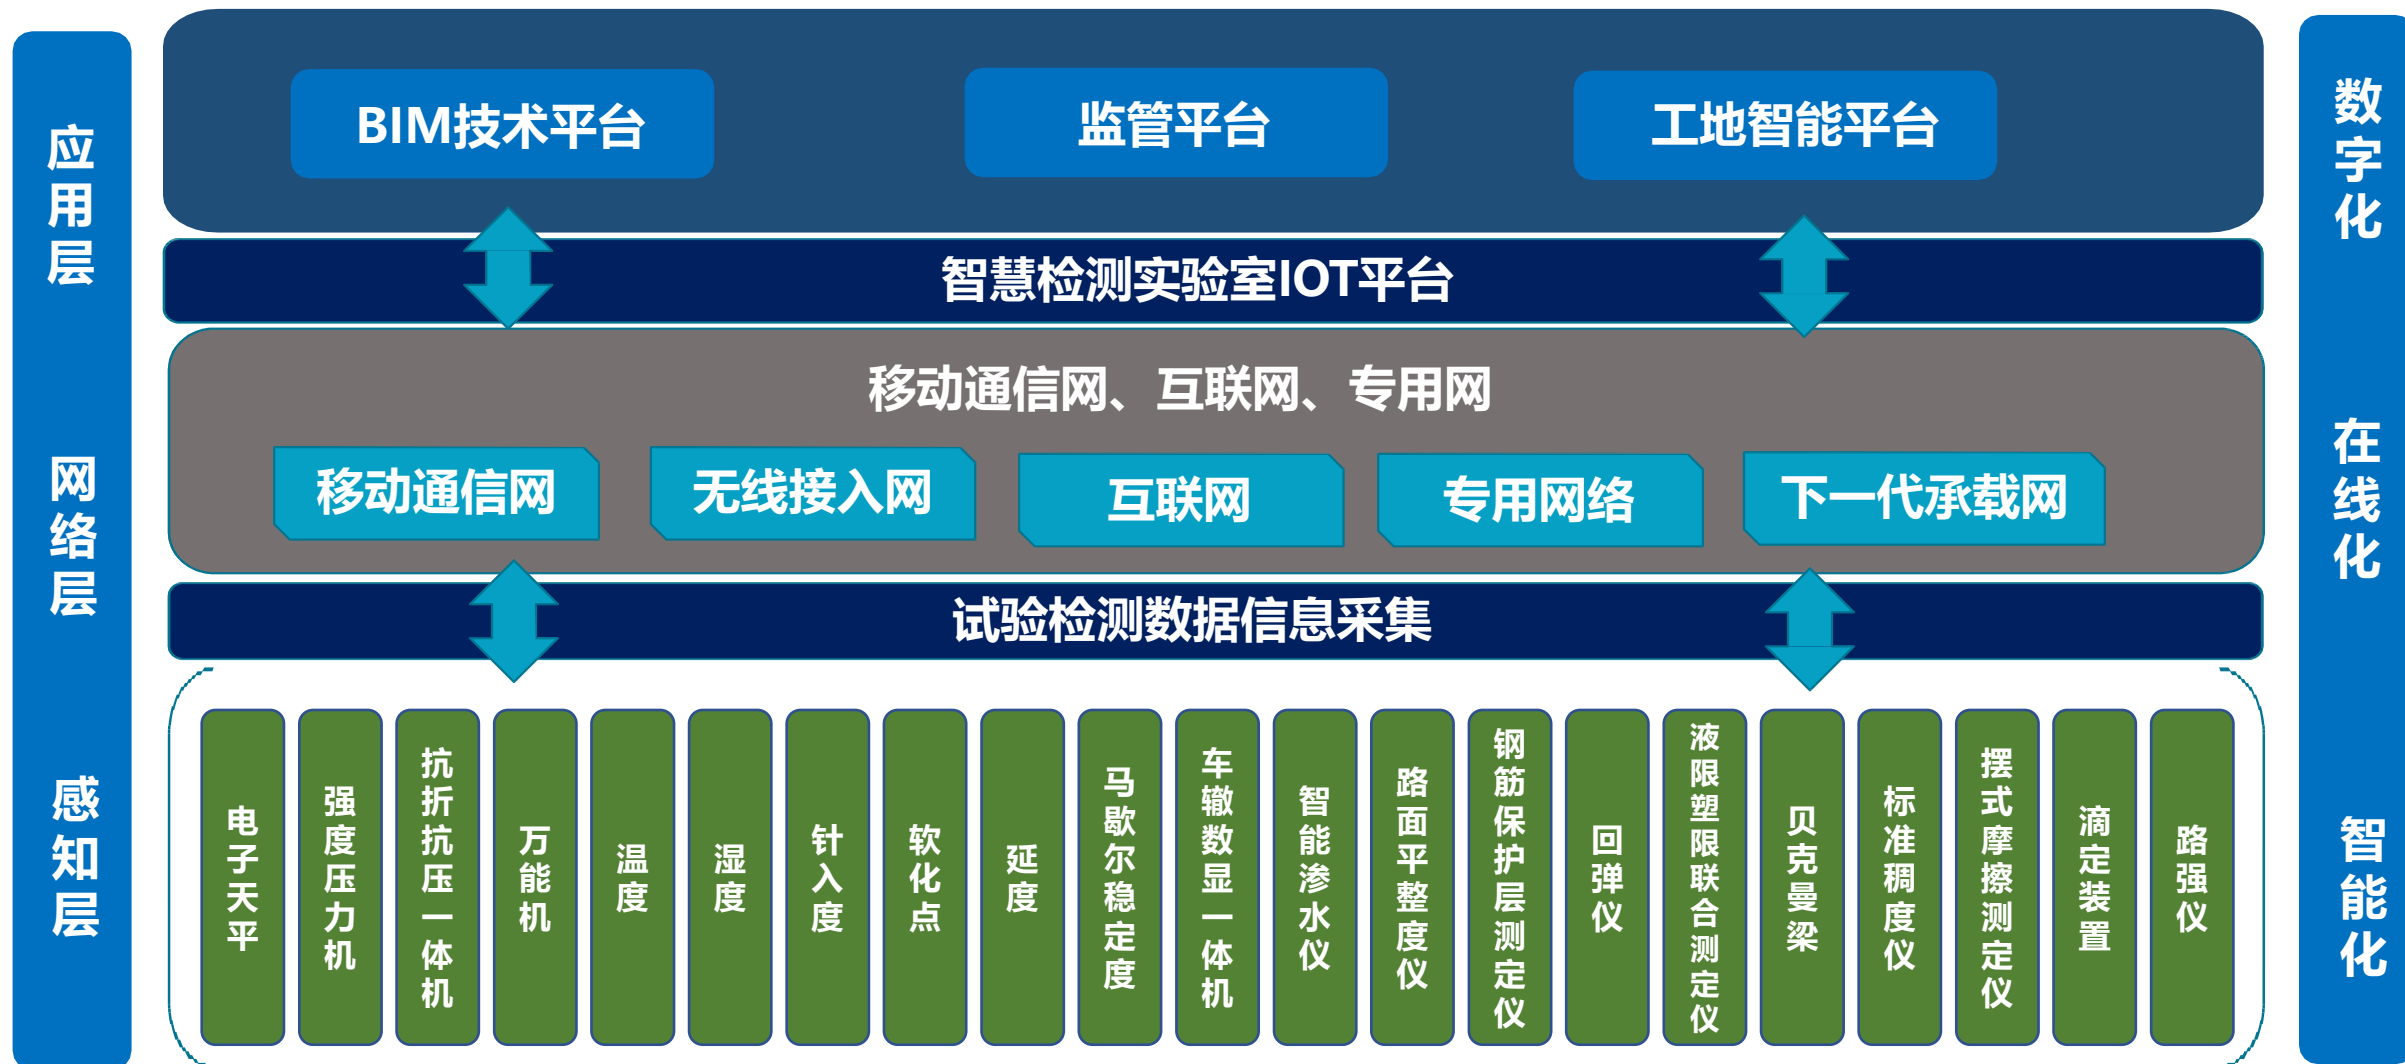 应用层
网络层
感知层
BIM技术平台
监管平台
工地智能平台
智慧检测实验室IOT平台
移动通信网、互联网、专用网
移动通信网
无线接入网
互联网
专用网络
下一代承载网
试验检测数据信息采集
电子天平
强度压力机
抗折抗压一体机
万能机
温度
湿度
针入度
软化点
延度
马歇尔稳定度
车辙数显一体机
智能渗水仪
路面平整度仪
钢筋保护层测定仪
回弹仪
液限塑限联合测定仪
贝克曼梁
标准稠度仪
摆式摩擦测定仪
滴定装置
路强仪
数字化
在线化
智能化